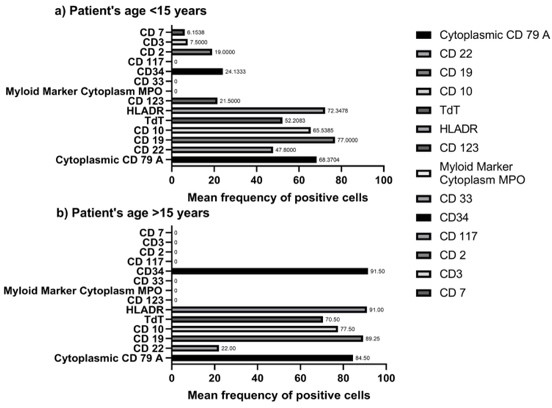 a) Patient's age <15 years
CD 7 6.1538
CD3 7.5000
CD 2 19.0000
CD 117 0
CD34 24.1333
CD 33 0
Myloid Marker Cytoplasm MPO 0
CD 123 21.5000
HLADR 72.3478
TdT 52.2083
CD 10 65.5385
CD 19 77.0000
CD 22 47.8000
Cytoplasmic CD 79 A 68.3704
0 20 40 60 80 100
Mean frequency of positive cells
b) Patient's age >15 years
CD 7 0
CD3 0
CD 2 0
CD 117 0
CD34 91.50
CD 33 0
Myloid Marker Cytoplasm MPO 0
CD 123 0
HLADR 91.00
TdT 70.50
CD 10 77.50
CD 19 89.25
CD 22 22.00
Cytoplasmic CD 79 A 84.50
0 20 40 60 80 100
Mean frequency of positive cells
Cytoplasmic CD 79 A
CD 22
CD 19
CD 10
TdT
HLADR
CD 123
Myloid Marker
Cytoplasm MPO
CD 33
CD34
CD 117
CD 2
CD3
CD 7